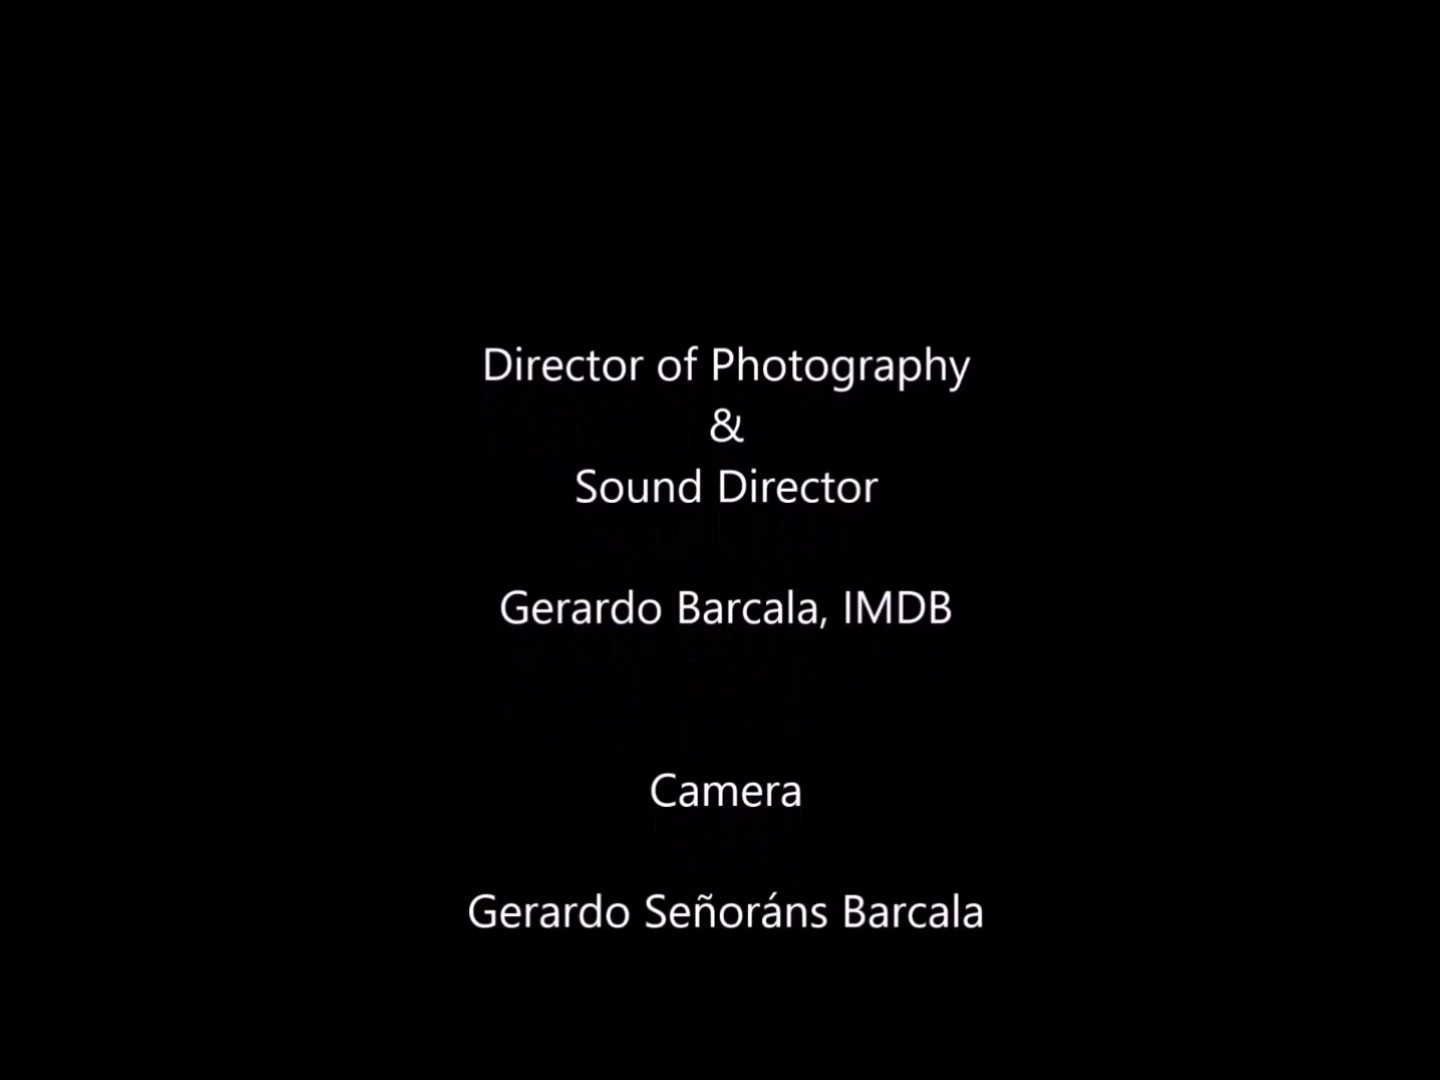 Director of Photography
&
Sound Director
Gerardo Barcala, IMDB
Camera
Gerardo Señoráns Barcala